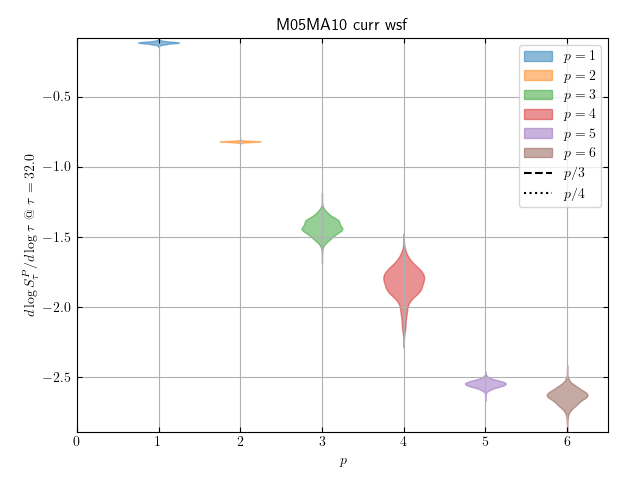 M05MA10 curr wsf
d log S_τ^P / d log τ @ τ = 32.0
−0.5
−1.0
−1.5
−2.0
−2.5
0 1 2 3 4 5 6
p
p = 1
p = 2
p = 3
p = 4
p = 5
p = 6
p/3
p/4